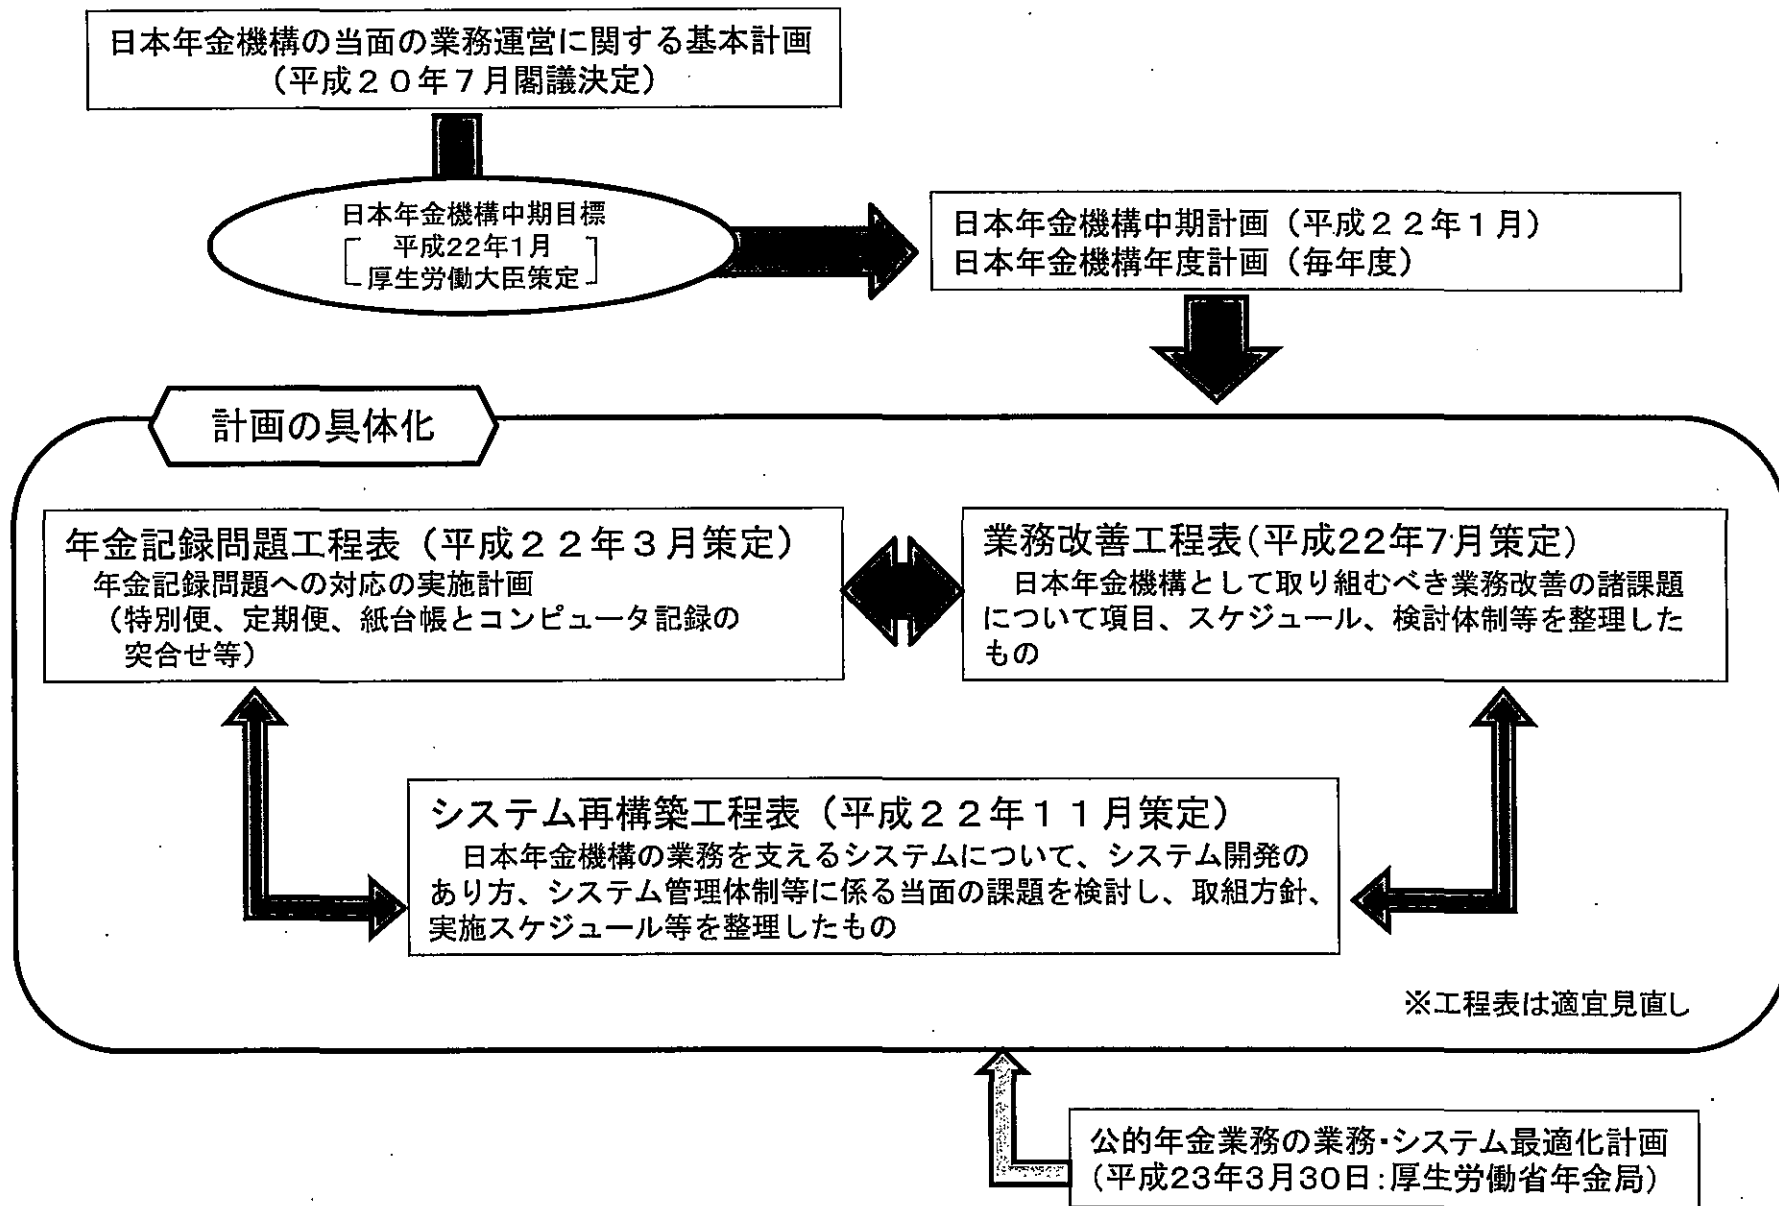 日本年金機構の当面の業務運営に関する基本計画
(平成20年7月閣議決定)
日本年金機構中期目標
平成22年1月
厚生労働大臣策定
日本年金機構中期計画(平成22年1月)
日本年金機構年度計画(毎年度)
計画の具体化
年金記録問題工程表(平成22年3月策定)
年金記録問題への対応の実施計画
(特別便、定期便、紙台帳とコンピュータ記録の
突合せ等)
業務改善工程表(平成22年7月策定)
日本年金機構として取り組むべき業務改善の諸課題
について項目、スケジュール、検討体制等を整理した
もの
システム再構築工程表(平成22年11月策定)
日本年金機構の業務を支えるシステムについて、システム開発の
あり方、システム管理体制等に係る当面の課題を検討し、取組方針、
実施スケジュール等を整理したもの
※工程表は適宜見直し
公的年金業務の業務・システム最適化計画
(平成23年3月30日:厚生労働省年金局)